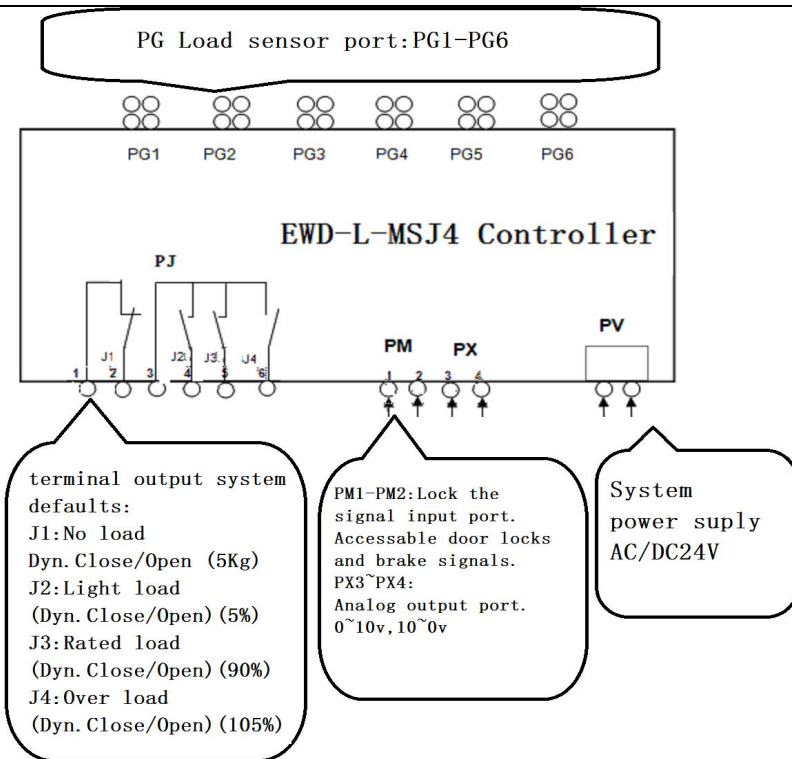 PG Load sensor port:PG1-PG6
PG1 PG2 PG3 PG4 PG5 PG6
EWD-L-MSJ4 Controller
PJ
J1 J2 J3 J4
PM PX PV
1 2 3 4 5 6 1 2 3 4
terminal output system
defaults:
J1:No load
Dyn.Close/Open (5Kg)
J2:Light load
(Dyn.Close/Open)(5%)
J3:Rated load
(Dyn.Close/Open)(90%)
J4:Over load
(Dyn.Close/Open)(105%)
PM1-PM2:Lock the
signal input port.
Accessable door locks
and brake signals.
PX3~PX4:
Analog output port.
0~10v,10~0v
System
power suply
AC/DC24V